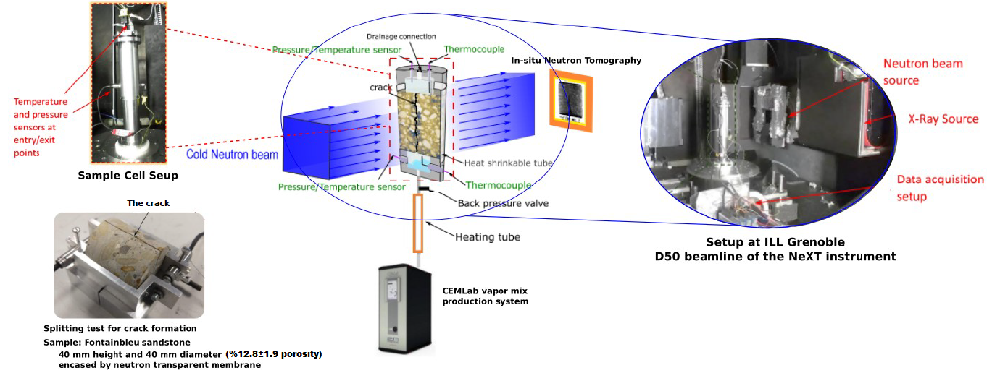 Temperature
and pressure
sensors at
entry/exit
points
Sample Cell Seup
The crack
Splitting test for crack formation
Sample: Fontainbleu sandstone
40 mm height and 40 mm diameter (%12.8±1.9 porosity)
encased by neutron transparent membrane
Drainage connection
Pressure/Temperature sensor
Thermocouple
In-situ Neutron Tomography
crack
Cold Neutron beam
Heat shrinkable tube
Pressure/Temperature sensor
Thermocouple
Back pressure valve
Heating tube
CEMLab vapor mix
production system
Neutron beam
source
X-Ray Source
Data acquisition
setup
Setup at ILL Grenoble
D50 beamline of the NeXT instrument